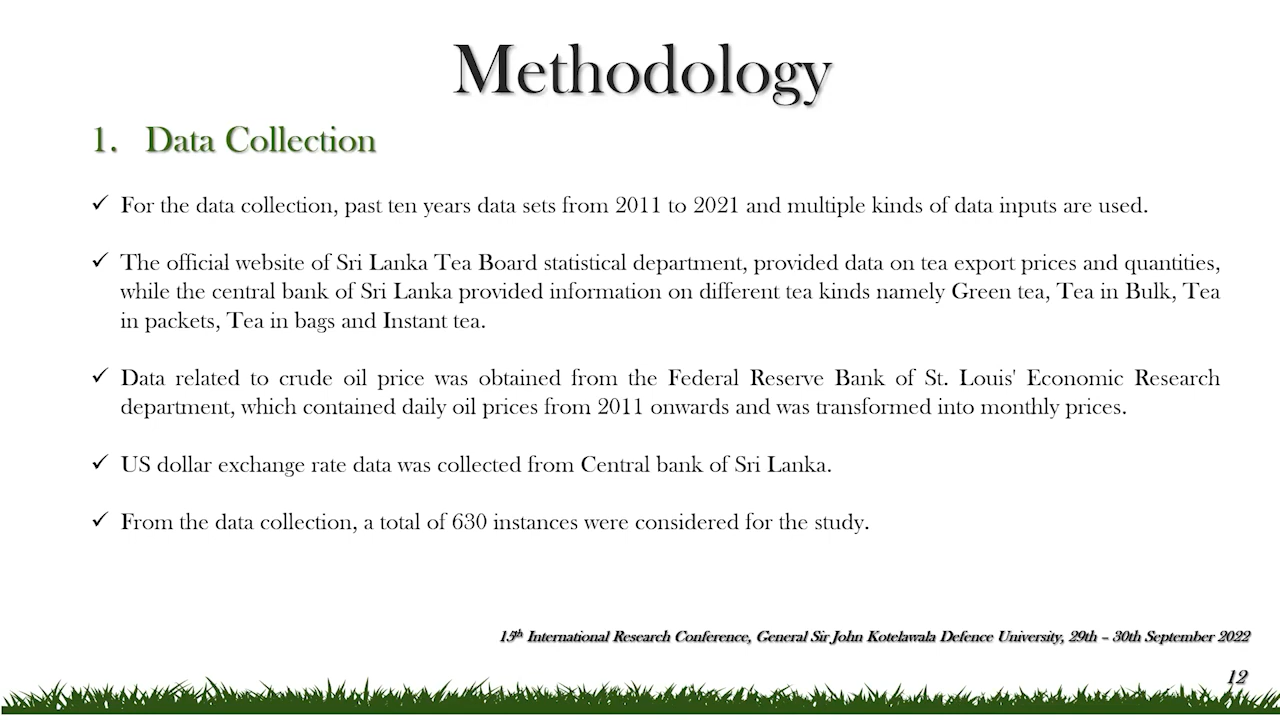 Methodology
1. Data Collection
✓ For the data collection, past ten years data sets from 2011 to 2021 and multiple kinds of data inputs are used.
✓ The official website of Sri Lanka Tea Board statistical department, provided data on tea export prices and quantities,
while the central bank of Sri Lanka provided information on different tea kinds namely Green tea, Tea in Bulk, Tea
in packets, Tea in bags and Instant tea.
✓ Data related to crude oil price was obtained from the Federal Reserve Bank of St. Louis' Economic Research
department, which contained daily oil prices from 2011 onwards and was transformed into monthly prices.
✓ US dollar exchange rate data was collected from Central bank of Sri Lanka.
✓ From the data collection, a total of 630 instances were considered for the study.
15th International Research Conference, General Sir John Kotelawala Defence University, 29th – 30th September 2022
12